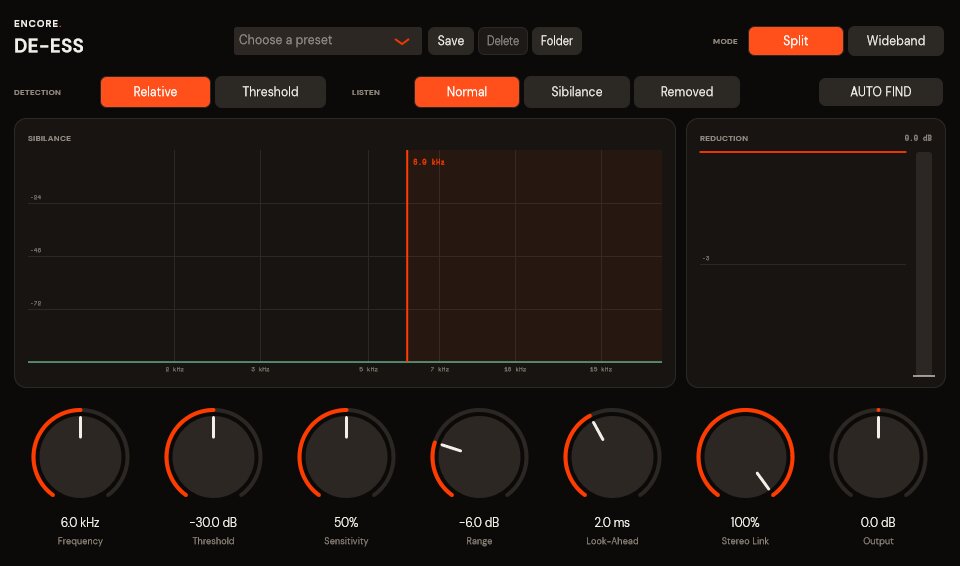 ENCORE.
DE-ESS
Choose a preset
Save
Delete
Folder
MODE
Split
Wideband
DETECTION
Relative
Threshold
LISTEN
Normal
Sibilance
Removed
AUTO FIND
SIBILANCE
6.0 kHz
-24
-48
-72
2 kHz
3 kHz
5 kHz
7 kHz
10 kHz
15 kHz
REDUCTION
0.0 dB
-3
6.0 kHz
-30.0 dB
50%
-6.0 dB
2.0 ms
100%
0.0 dB
Frequency
Threshold
Sensitivity
Range
Look-Ahead
Stereo Link
Output